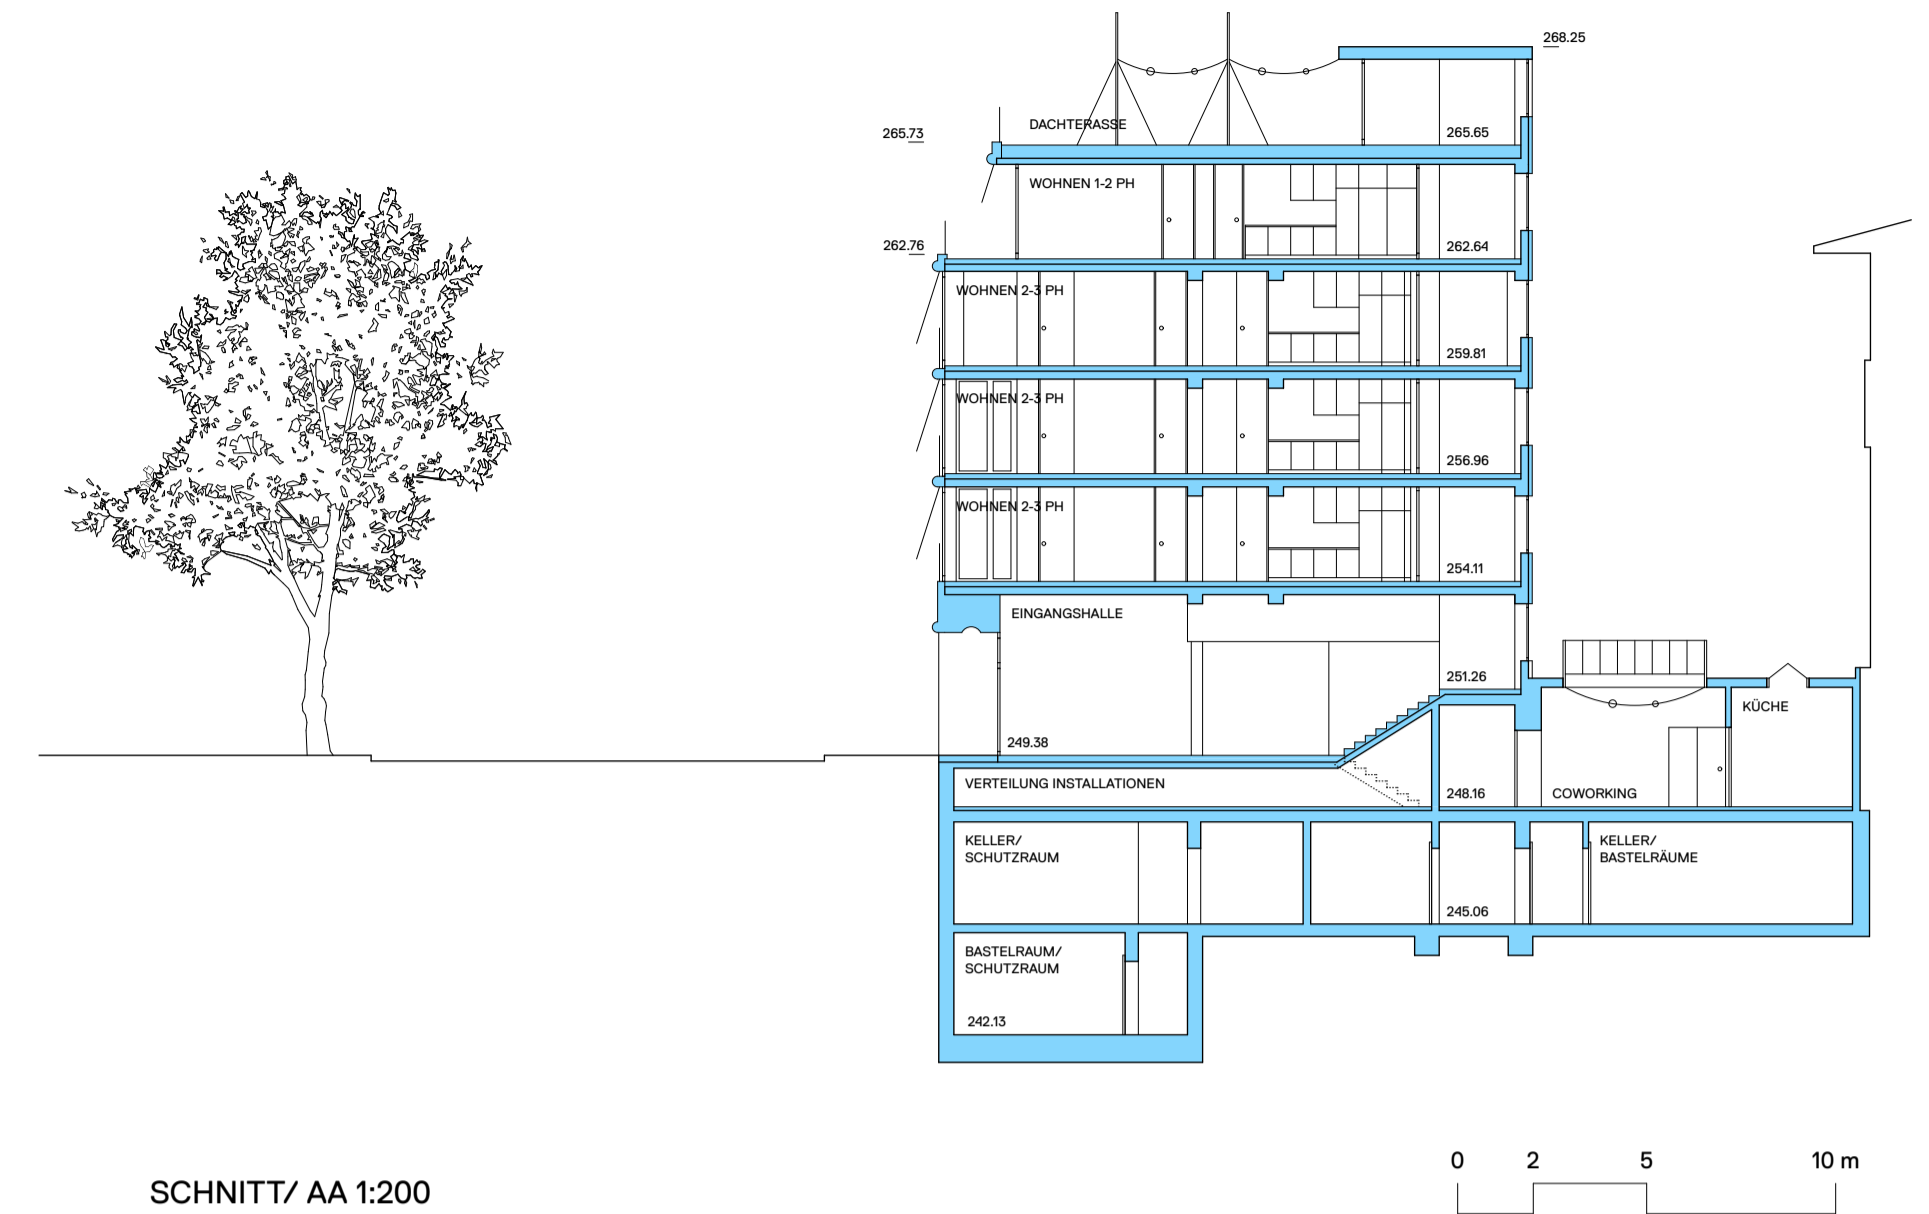 268.25
265.73
DACHTERASSE
265.65
WOHNEN 1-2 PH
262.76
262.64
WOHNEN 2-3 PH
259.81
WOHNEN 2-3 PH
256.96
WOHNEN 2-3 PH
254.11
EINGANGSHALLE
251.26
KÜCHE
249.38
VERTEILUNG INSTALLATIONEN
248.16
COWORKING
KELLER/
SCHUTZRAUM
KELLER/
BASTELRÄUME
245.06
BASTELRAUM/
SCHUTZRAUM
242.13
0 2 5 10 m
SCHNITT/ AA 1:200